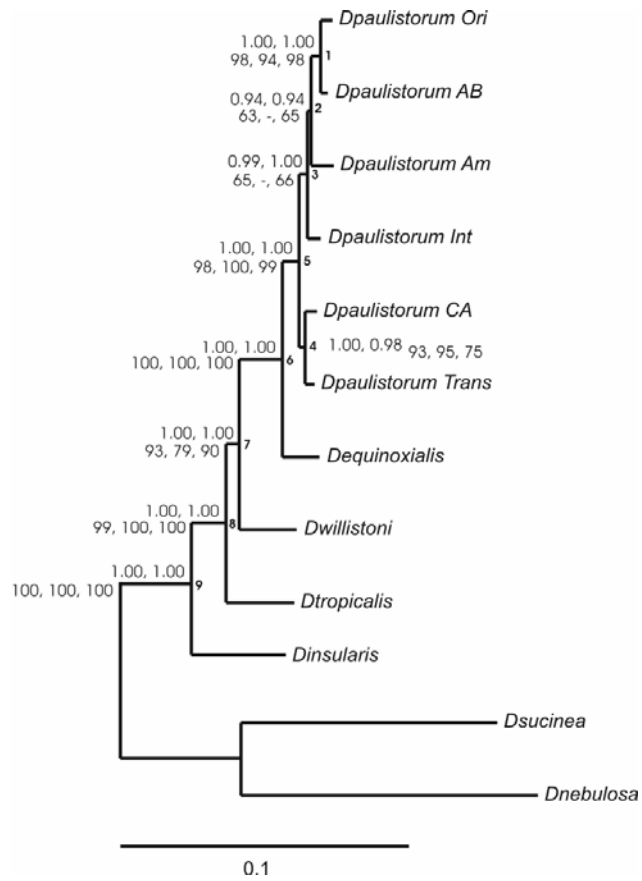 Dpaulistorum Ori
1.00, 1.00
98, 94, 98
1
Dpaulistorum AB
0.94, 0.94
63, -, 65
2
Dpaulistorum Am
0.99, 1.00
65, -, 66
3
Dpaulistorum Int
1.00, 1.00
98, 100, 99
5
Dpaulistorum CA
4
1.00, 0.98
93, 95, 75
1.00, 1.00
100, 100, 100
6
Dpaulistorum Trans
1.00, 1.00
93, 79, 90
7
Dequinoxialis
1.00, 1.00
99, 100, 100
8
Dwillistoni
1.00, 1.00
100, 100, 100
9
Dtropicalis
Dinsularis
Dsucinea
Dnebulosa
0.1